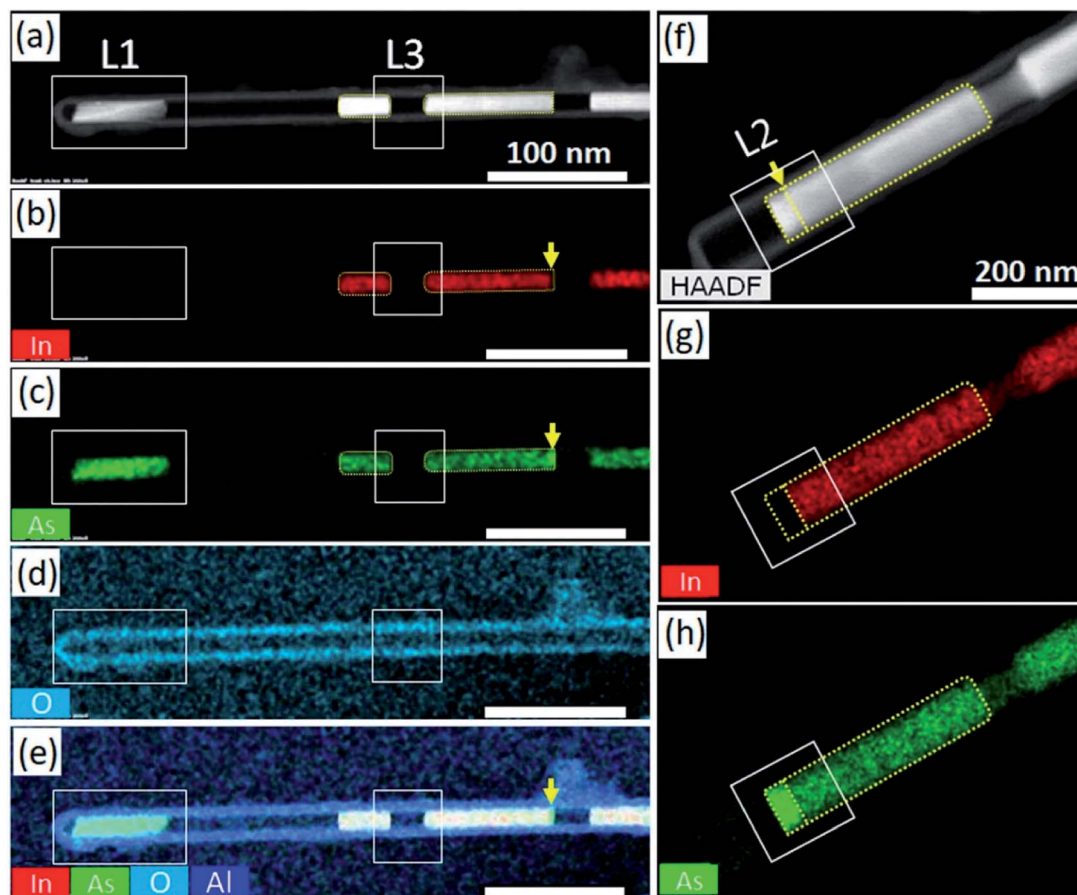 (a)
L1
L3
100 nm
(b)
In
(c)
As
(d)
O
(e)
In As O Al
(f)
L2
HAADF
200 nm
(g)
In
(h)
As